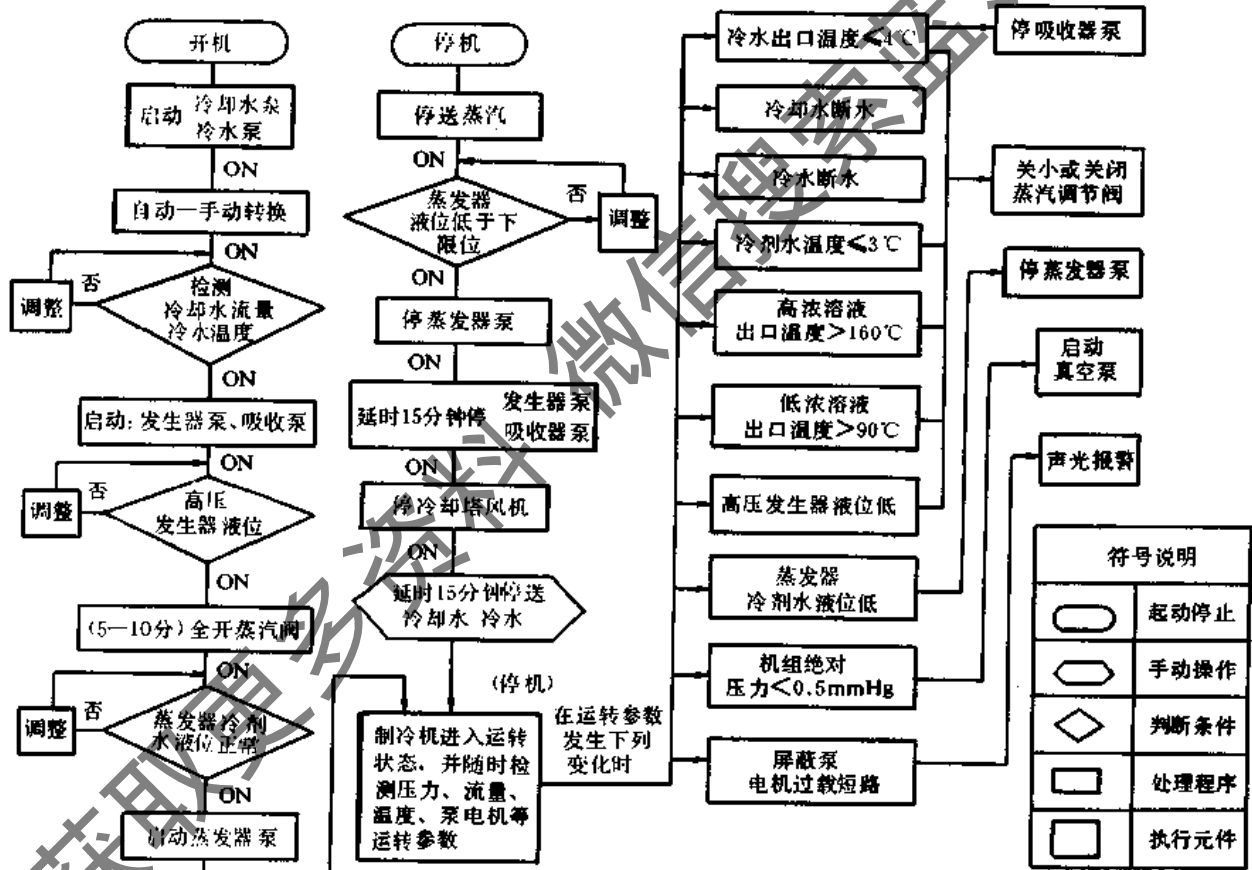 开机
启动 冷却水泵
冷水泵
ON
自动—手动转换
ON
检测
冷却水流量
冷水温度
否
调整
ON
启动:发生器泵、吸收泵
ON
高压
发生器液位
否
调整
ON
(5—10分)全开蒸汽阀
ON
蒸发器冷剂
水液位正常
否
调整
ON
启动蒸发器泵
停机
停送蒸汽
ON
蒸发器
液位低于下
限位
否
调整
ON
停蒸发器泵
ON
延时15分钟停 发生器泵
吸收器泵
ON
停冷却塔风机
ON
延时15分钟停送
冷却水 冷水
(停机)
制冷机进入运转
状态,并随时检
测压力、流量、
温度、泵电机等
运转参数
在运转参数
发生下列
变化时
冷水出口温度≤4℃
冷却水断水
冷水断水
冷剂水温度≤3℃
高浓溶液
出口温度>160℃
低浓溶液
出口温度>90℃
高压发生器液位低
蒸发器
冷剂水液位低
机组绝对
压力<0.5mmHg
屏蔽泵
电机过载短路
停吸收器泵
关小或关闭
蒸汽调节阀
停蒸发器泵
启动
真空泵
声光报警
符号说明
起动停止
手动操作
判断条件
处理程序
执行元件
获取更多资料 微信搜索蓝